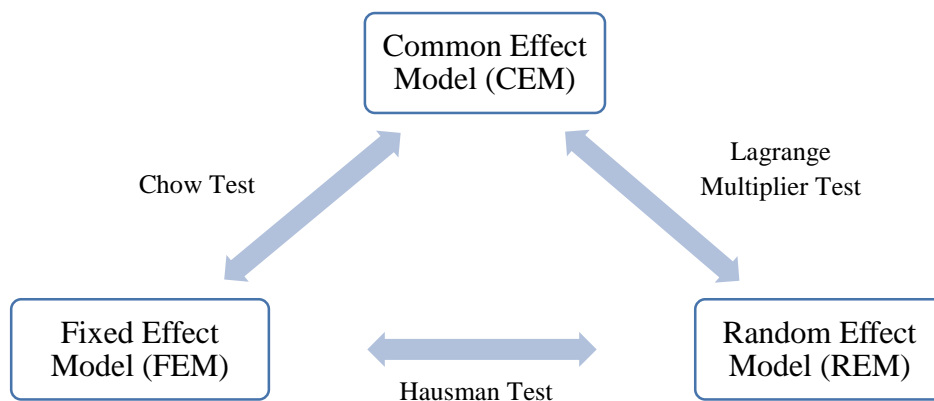 Common Effect
Model (CEM)
Chow Test
Lagrange
Multiplier Test
Fixed Effect
Model (FEM)
Random Effect
Model (REM)
Hausman Test